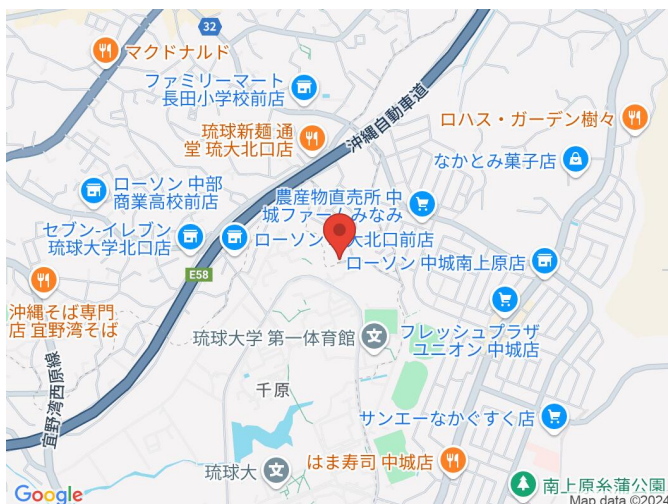 32
マクドナルド
ファミリーマート
長田小学校前店
沖縄自動車道
ロハス・ガーデン樹々
琉球新麺 通
堂 琉大北口店
なかとみ菓子店
ローソン 中部
商業高校前店
農産物直売所 中
城ファームみなみ
セブン-イレブン
琉球大学北口店
ローソン
大北口前店
ローソン 中城南上原店
E58
沖縄そば専門
店 宜野湾そば
琉球大学 第一体育館
フレッシュプラザ
ユニオン 中城店
宜野湾西原線
千原
サンエーなかぐすく店
はま寿司 中城店
琉球大
南上原糸蒲公園
Google
Map data ©2024